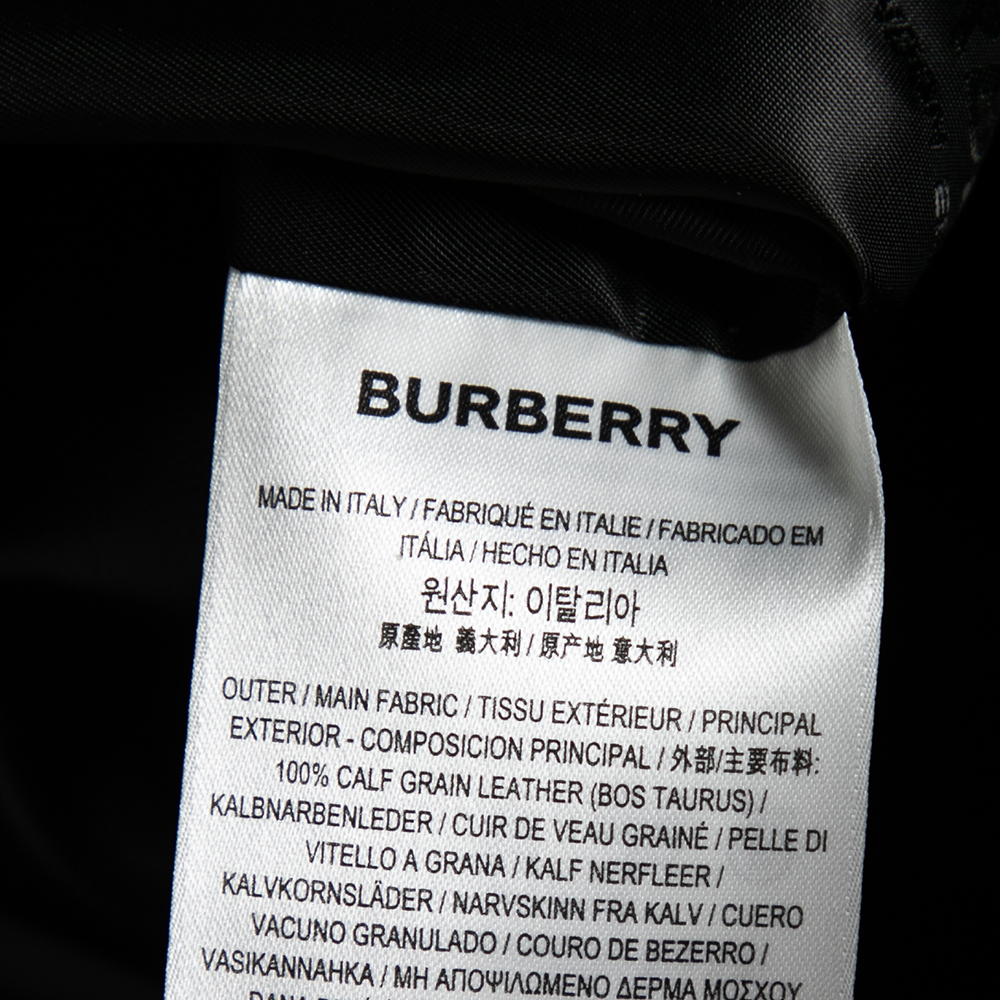 BURBERRY
MADE IN ITALY / FABRIQUÉ EN ITALIE / FABRICADO EM
ITÁLIA / HECHO EN ITALIA
원산지: 이탈리아
原產地 義大利 / 原产地 意大利
OUTER / MAIN FABRIC / TISSU EXTÉRIEUR / PRINCIPAL
EXTERIOR - COMPOSICION PRINCIPAL / 外部/主要布料:
100% CALF GRAIN LEATHER (BOS TAURUS) /
KALBNARBENLEDER / CUIR DE VEAU GRAINÉ / PELLE DI
VITELLO A GRANA / KALF NERFLEER /
KALVKORNSLÄDER / NARVSKINN FRA KALV / CUERO
VACUNO GRANULADO / COURO DE BEZERRO /
VASIKANNAHKA / ΜΗ ΑΠΟΨΙΛΩΜΕΝΟ ΔΕΡΜΑ ΜΟΣΧΟΥ